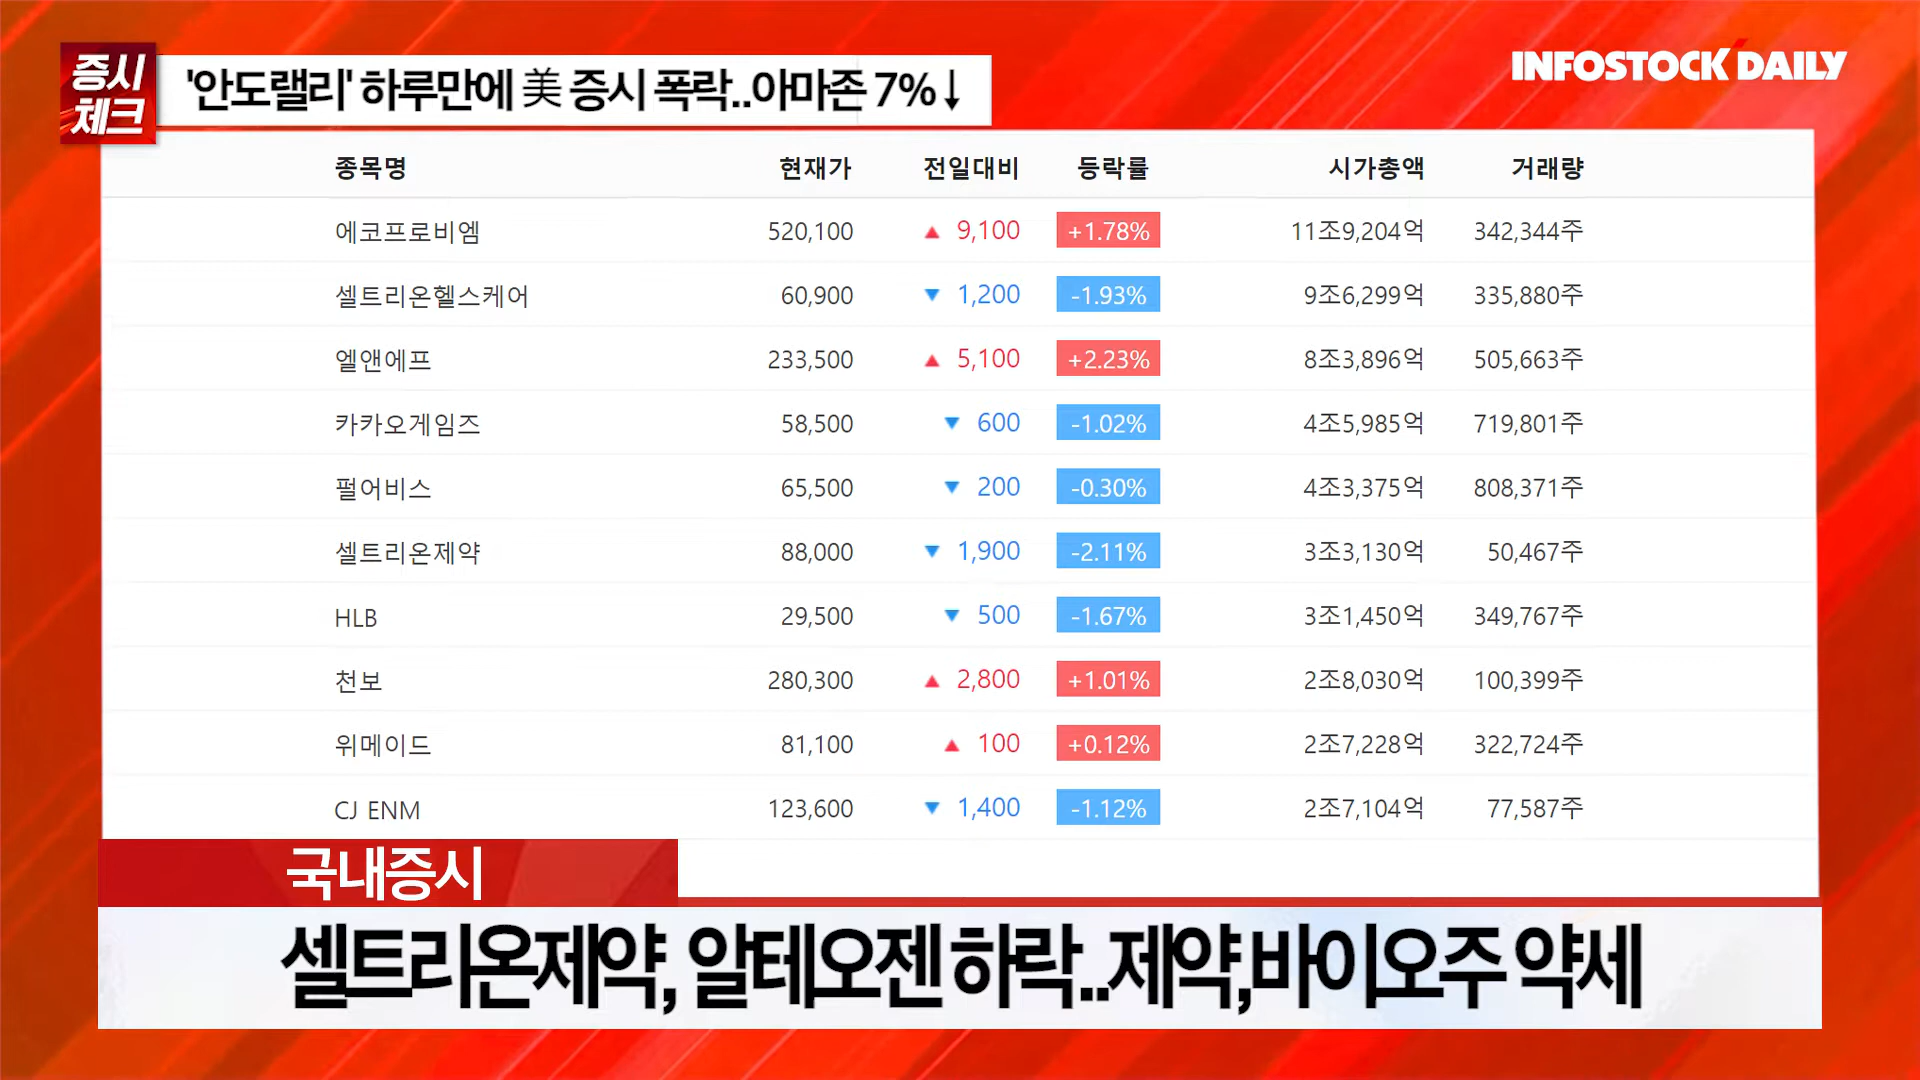 증시
체크
'안도랠리' 하루만에 美 증시 폭락..아마존 7%↓
INFOSTOCK DAILY
종목명 현재가 전일대비 등락률 시가총액 거래량
에코프로비엠 520,100 ▲ 9,100 +1.78% 11조9,204억 342,344주
셀트리온헬스케어 60,900 ▼ 1,200 -1.93% 9조6,299억 335,880주
엘앤에프 233,500 ▲ 5,100 +2.23% 8조3,896억 505,663주
카카오게임즈 58,500 ▼ 600 -1.02% 4조5,985억 719,801주
펄어비스 65,500 ▼ 200 -0.30% 4조3,375억 808,371주
셀트리온제약 88,000 ▼ 1,900 -2.11% 3조3,130억 50,467주
HLB 29,500 ▼ 500 -1.67% 3조1,450억 349,767주
천보 280,300 ▲ 2,800 +1.01% 2조8,030억 100,399주
위메이드 81,100 ▲ 100 +0.12% 2조7,228억 322,724주
CJ ENM 123,600 ▼ 1,400 -1.12% 2조7,104억 77,587주
국내증시
셀트리온제약, 알테오젠 하락..제약,바이오주 약세